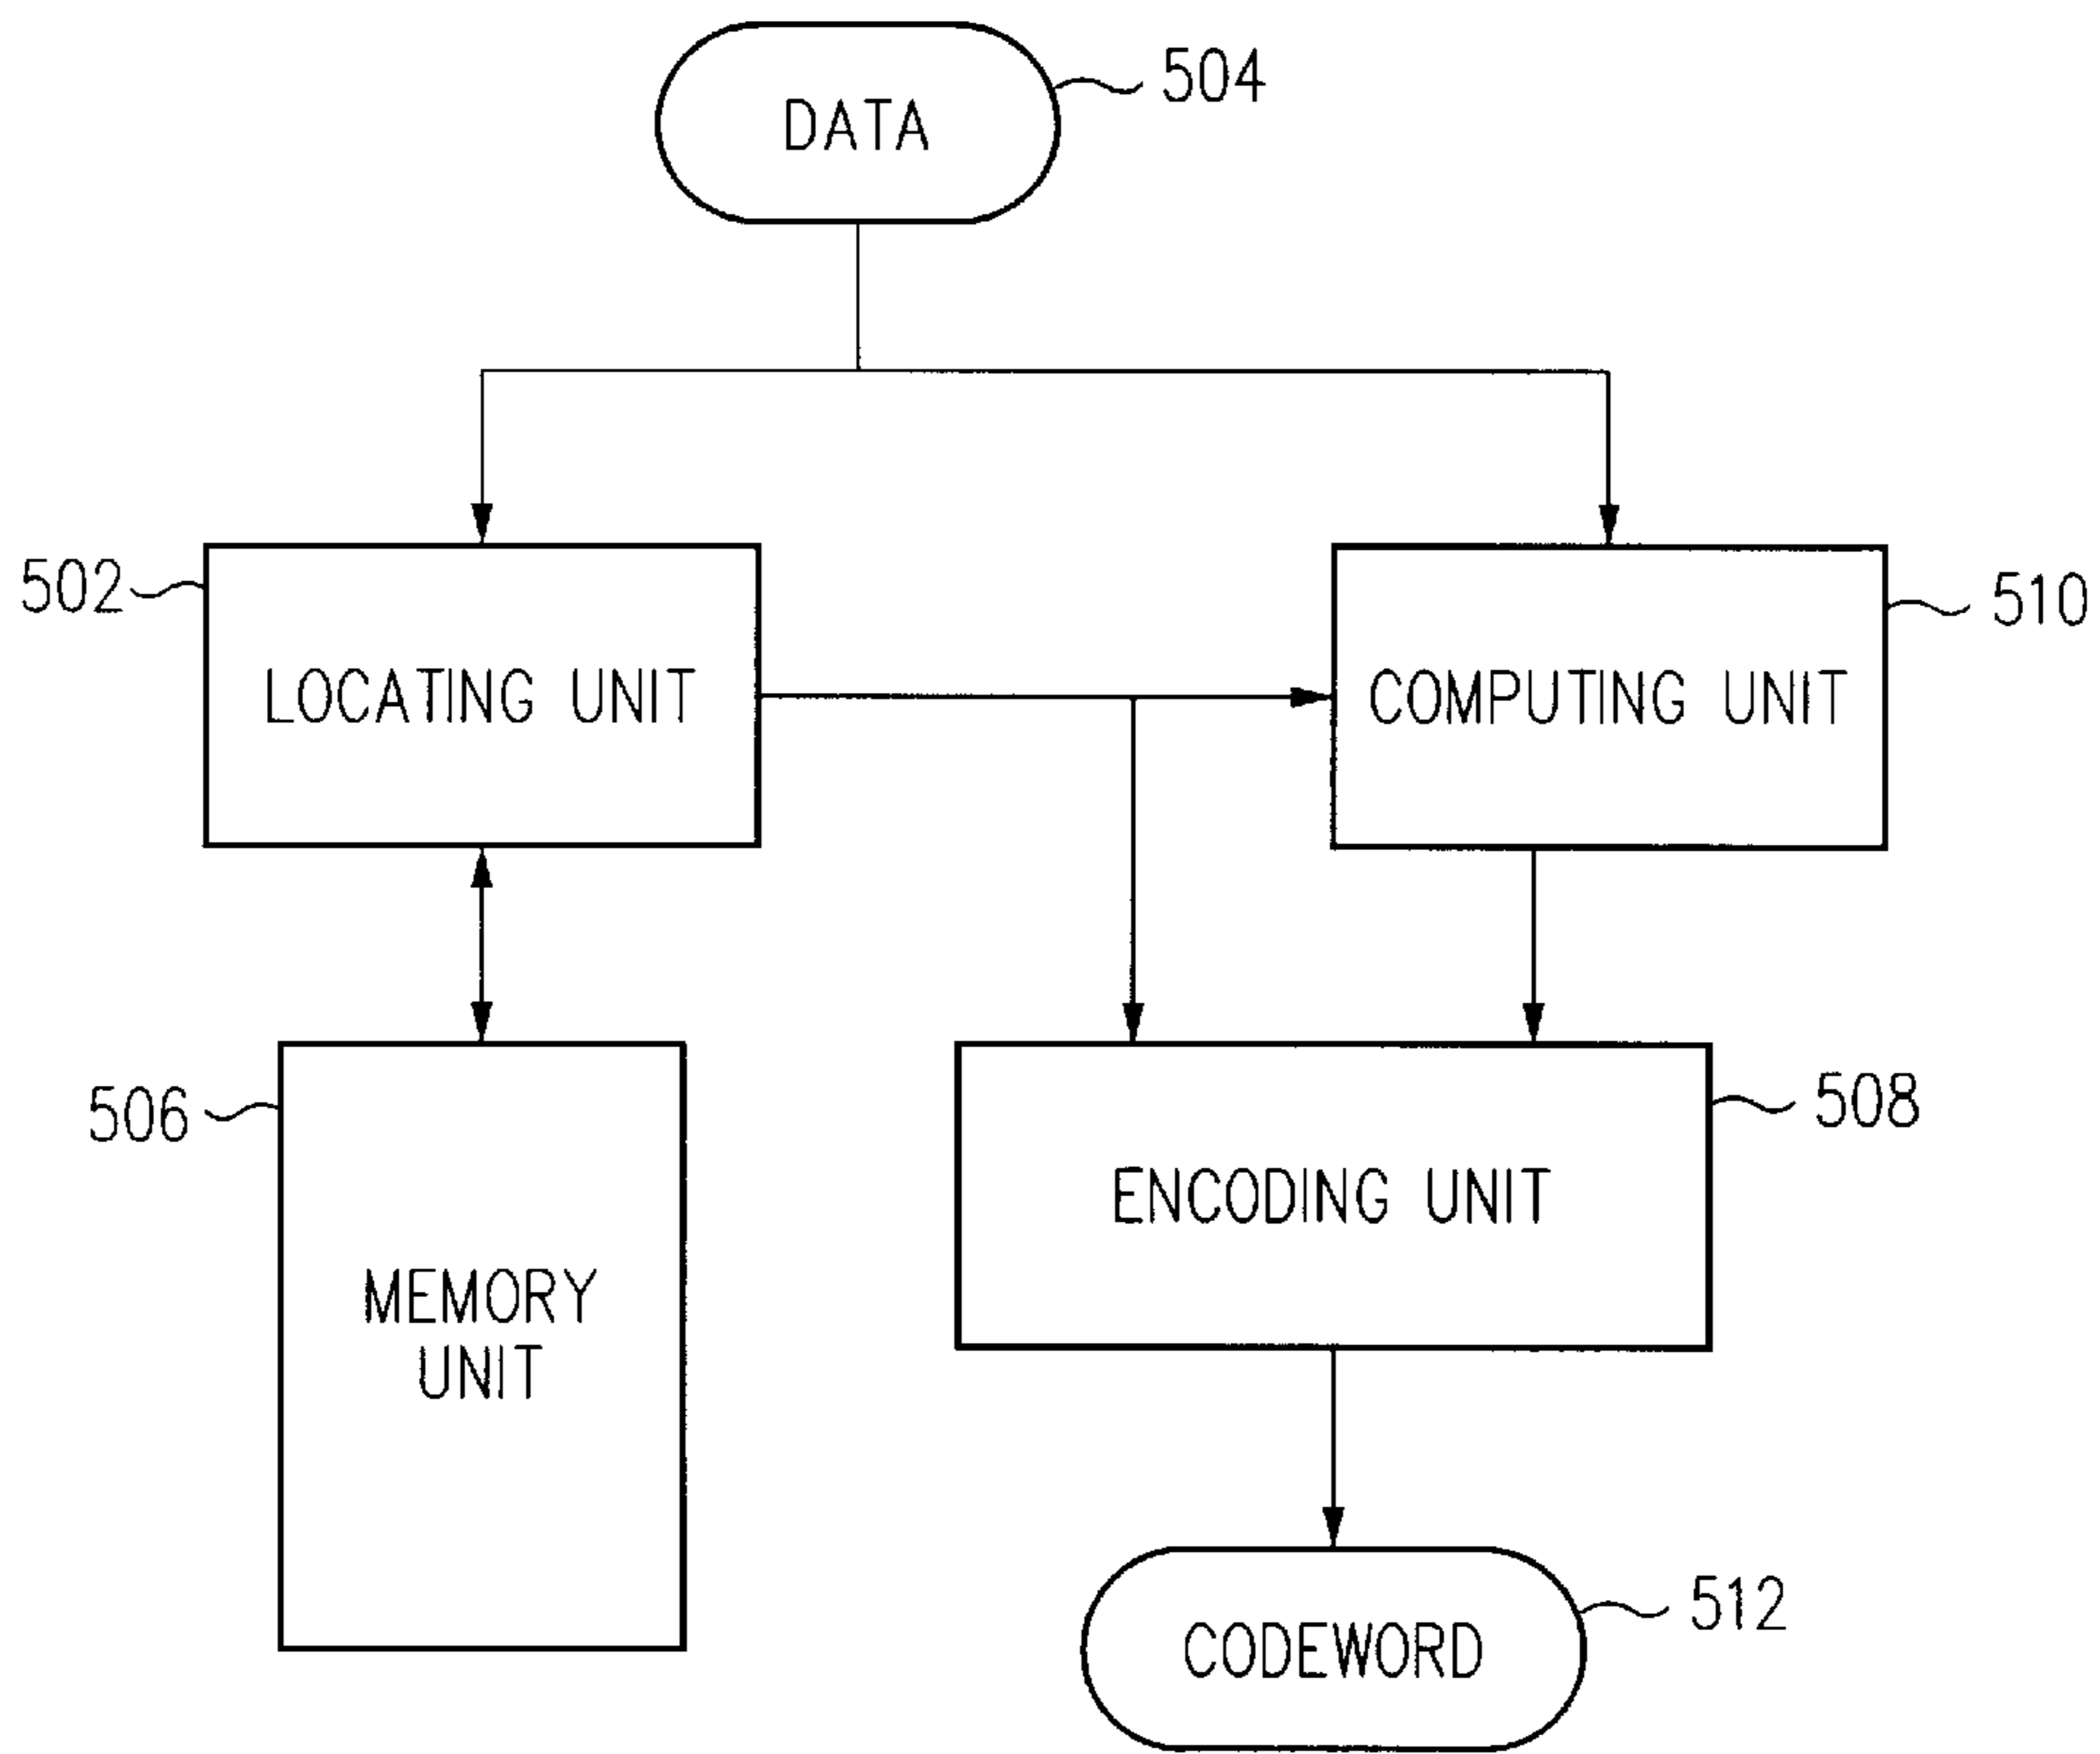 DATA
504
502
LOCATING UNIT
COMPUTING UNIT
510
506
MEMORY
UNIT
ENCODING UNIT
508
CODEWORD
512